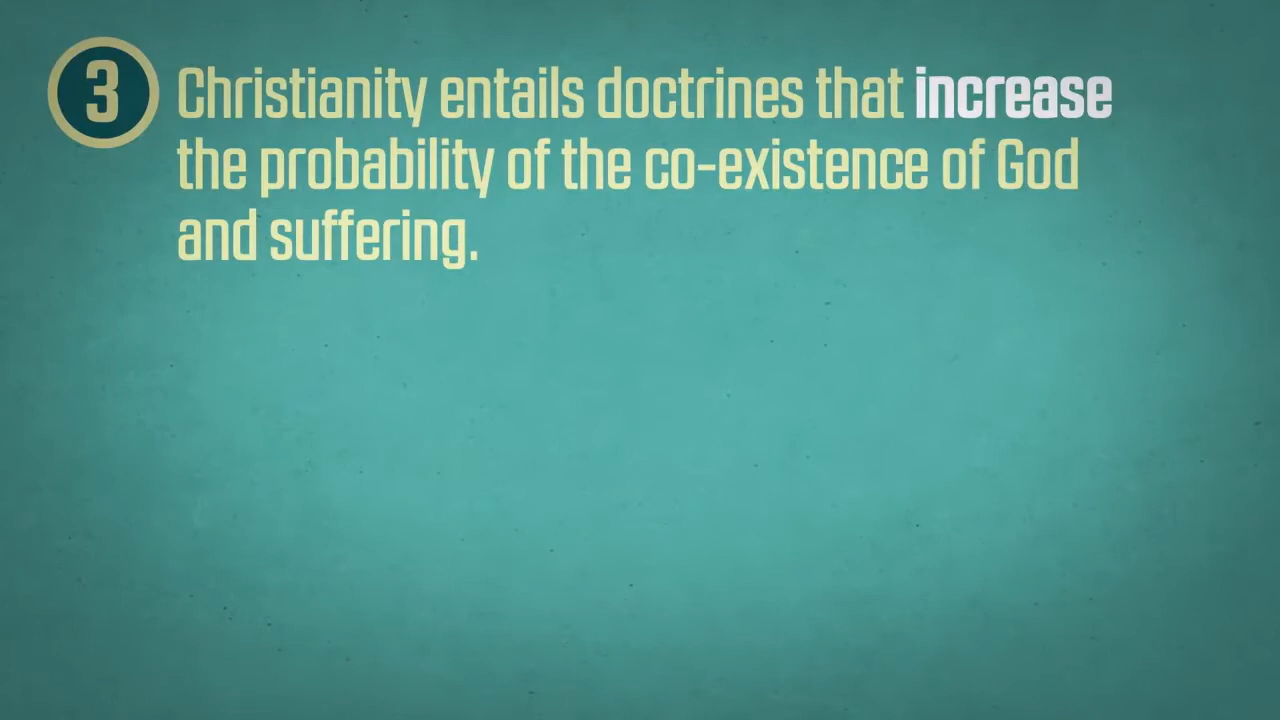 3 Christianity entails doctrines that increase
the probability of the co-existence of God
and suffering.